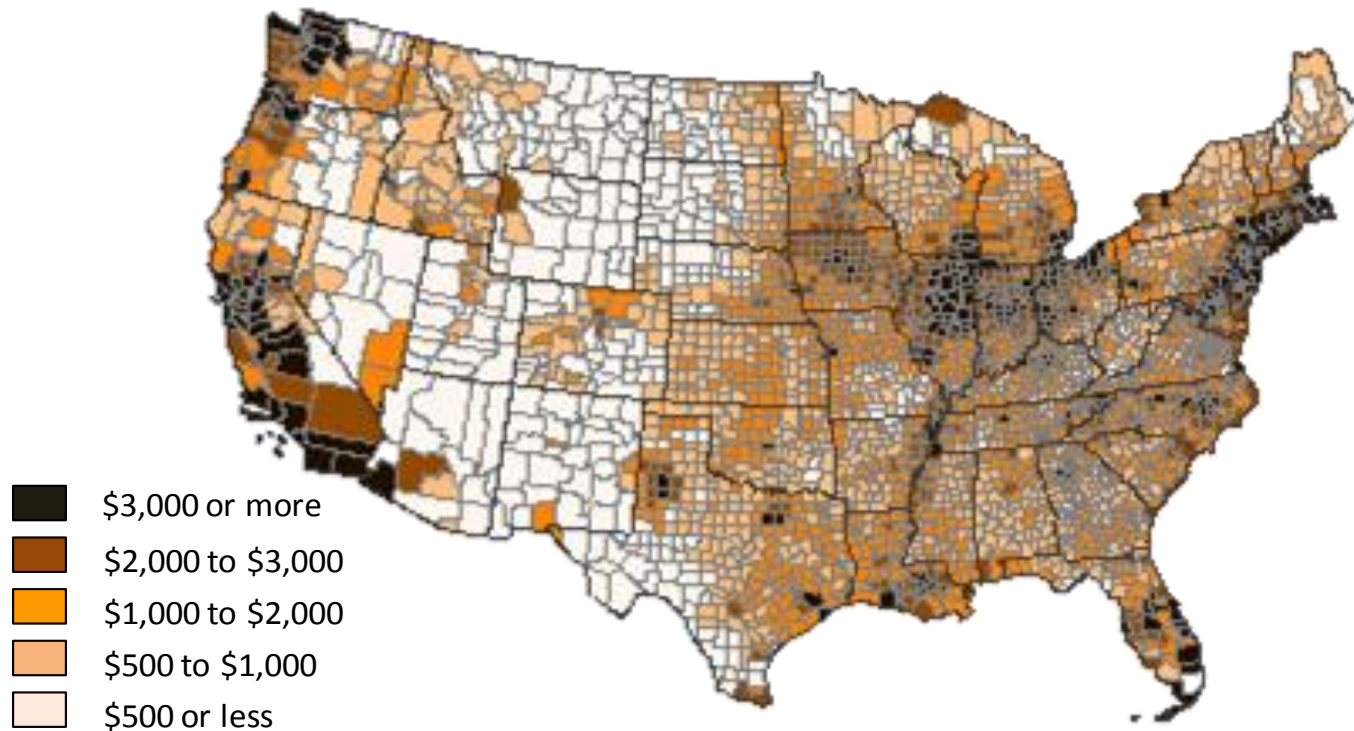 $3,000 or more
$2,000 to $3,000
$1,000 to $2,000
$500 to $1,000
$500 or less